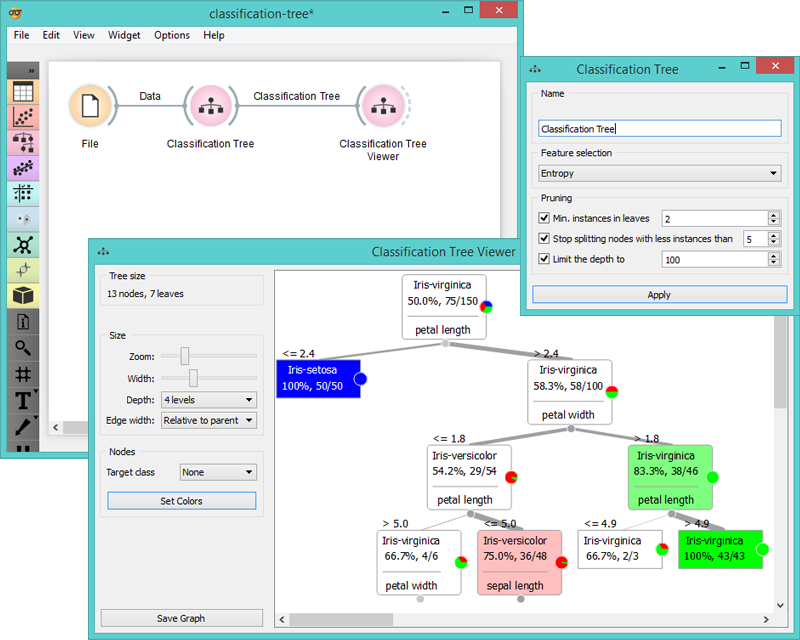 classification-tree*
File Edit View Widget Options Help
Data
Classification Tree
File
Classification Tree
Classification Tree
Viewer
Classification Tree
Name
Classification Tree
Feature selection
Entropy
Pruning
Min. instances in leaves 2
Stop splitting nodes with less instances than 5
Limit the depth to 100
Apply
Classification Tree Viewer
Tree size
13 nodes, 7 leaves
Size
Zoom:
Width:
Depth: 4 levels
Edge width: Relative to parent
Nodes
Target class None
Set Colors
Save Graph
Iris-virginica
50.0%, 75/150
petal length
<= 2.4
Iris-setosa
100%, 50/50
> 2.4
Iris-virginica
58.3%, 58/100
petal width
<= 1.8
Iris-versicolor
54.2%, 29/54
petal length
> 1.8
Iris-virginica
83.3%, 38/46
petal length
> 5.0
Iris-virginica
66.7%, 4/6
petal width
<= 5.0
Iris-versicolor
75.0%, 36/48
sepal length
<= 4.9
Iris-virginica
66.7%, 2/3
> 4.9
Iris-virginica
100%, 43/43